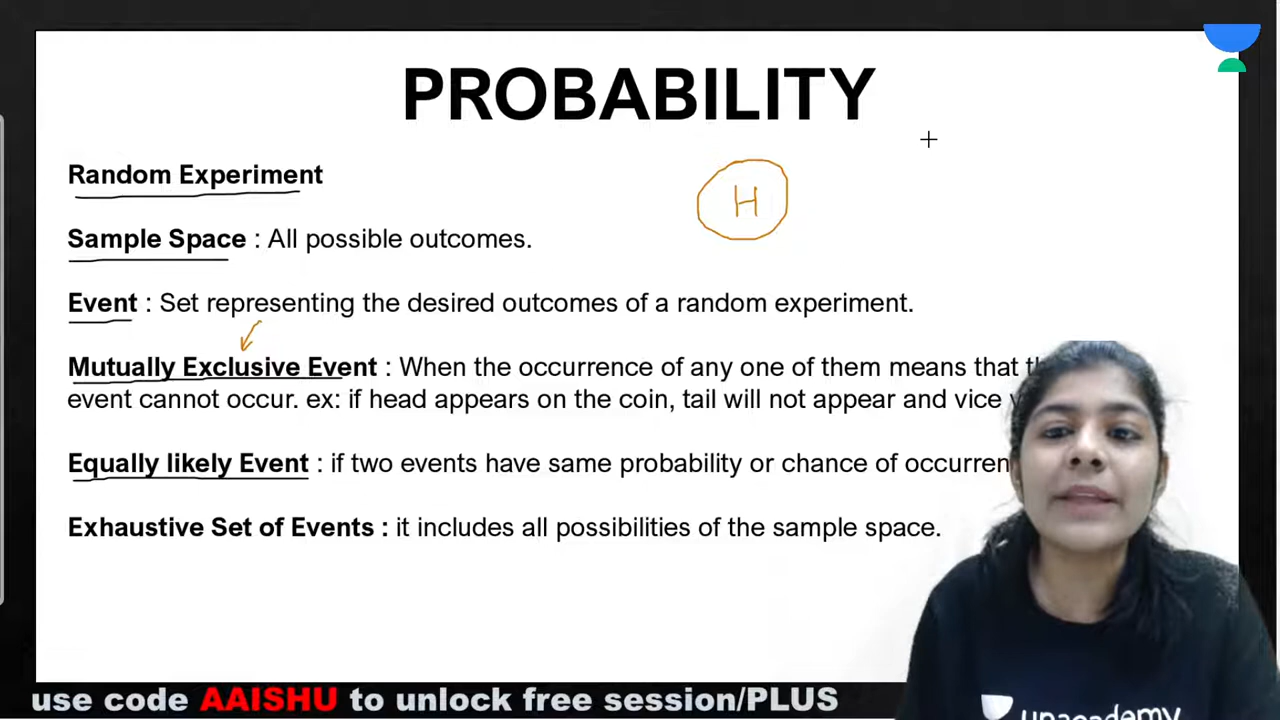 PROBABILITY
Random Experiment
H
Sample Space : All possible outcomes.
Event : Set representing the desired outcomes of a random experiment.
Mutually Exclusive Event : When the occurrence of any one of them means that
event cannot occur. ex: if head appears on the coin, tail will not appear and vice
Equally likely Event : if two events have same probability or chance of
Exhaustive Set of Events : it includes all possibilities of the sample space.
unacademy
use code AAISHU to unlock free session/PLUS